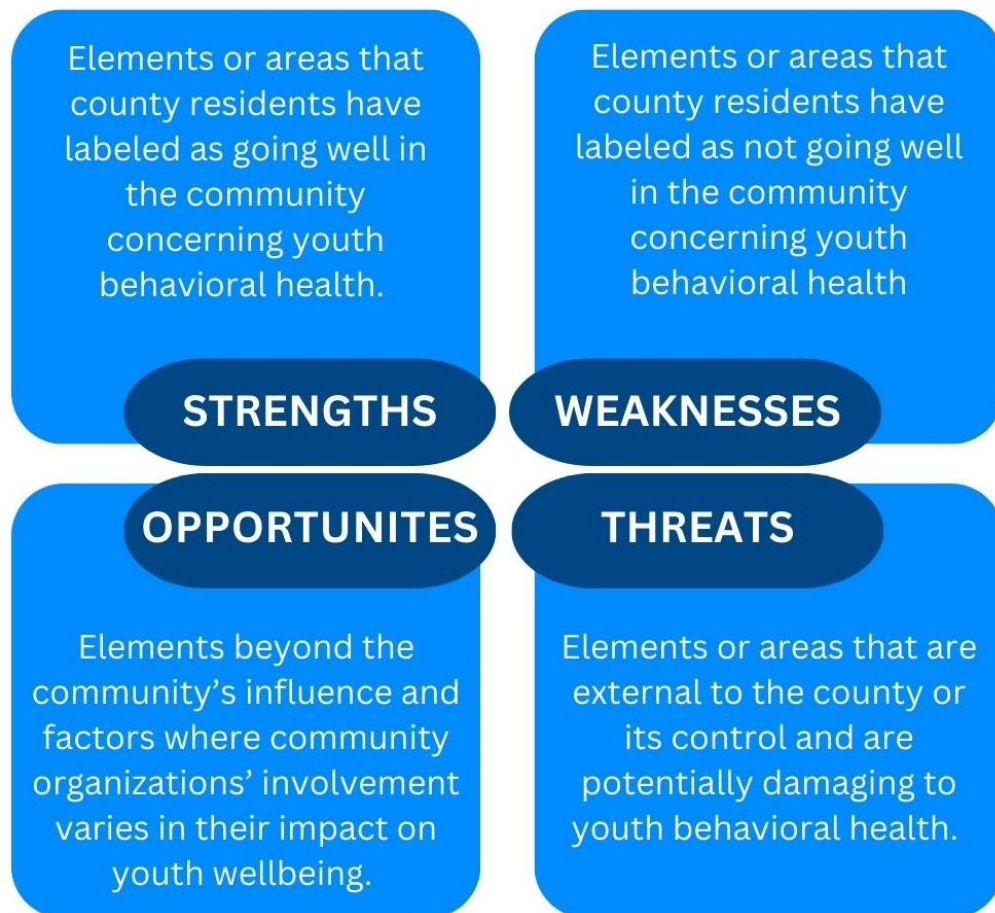 Elements or areas that
county residents have
labeled as going well in
the community
concerning youth
behavioral health.
STRENGTHS
Elements or areas that
county residents have
labeled as not going well
in the community
concerning youth
behavioral health
WEAKNESSES
OPPORTUNITES
Elements beyond the
community’s influence and
factors where community
organizations’ involvement
varies in their impact on
youth wellbeing.
THREATS
Elements or areas that are
external to the county or
its control and are
potentially damaging to
youth behavioral health.